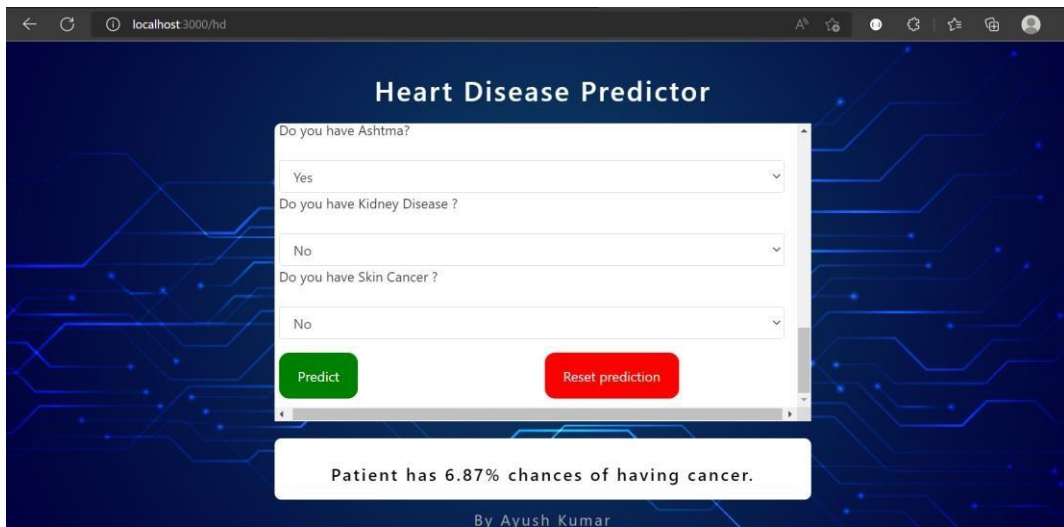 localhost:3000/hd
Heart Disease Predictor
Do you have Ashtma?
Yes
Do you have Kidney Disease ?
No
Do you have Skin Cancer ?
No
Predict Reset prediction
Patient has 6.87% chances of having cancer.
By Ayush Kumar